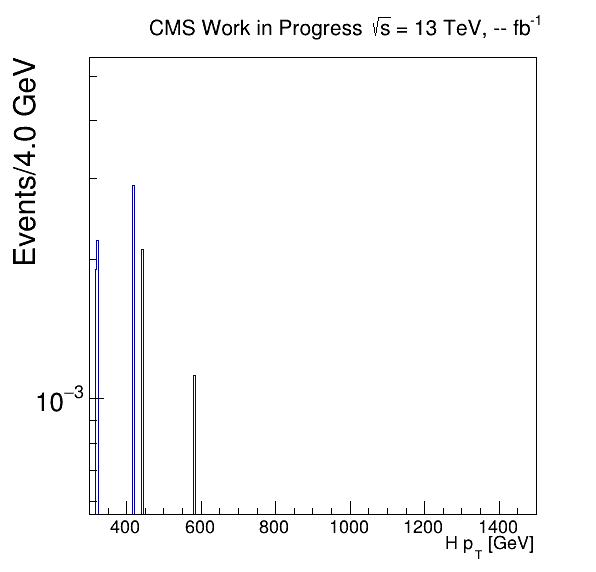 CMS Work in Progress √s = 13 TeV, -- fb⁻¹
Events/4.0 GeV
10⁻³
400 600 800 1000 1200 1400
H p_T [GeV]